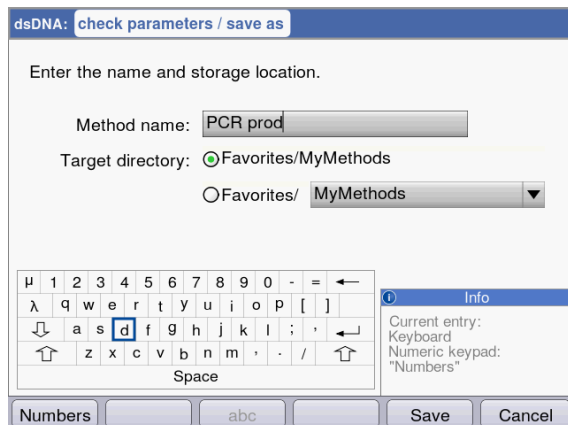 dsDNA: check parameters / save as
Enter the name and storage location.
Method name: PCR prod
Target directory: Favorites/MyMethods
Favorites/ MyMethods
µ 1 2 3 4 5 6 7 8 9 0 - =
λ q w e r t y u i o p [ ]
a s d f g h j k l ; '
z x c v b n m , . /
Space
Info
Current entry:
Keyboard
Numeric keypad:
"Numbers"
Numbers abc Save Cancel